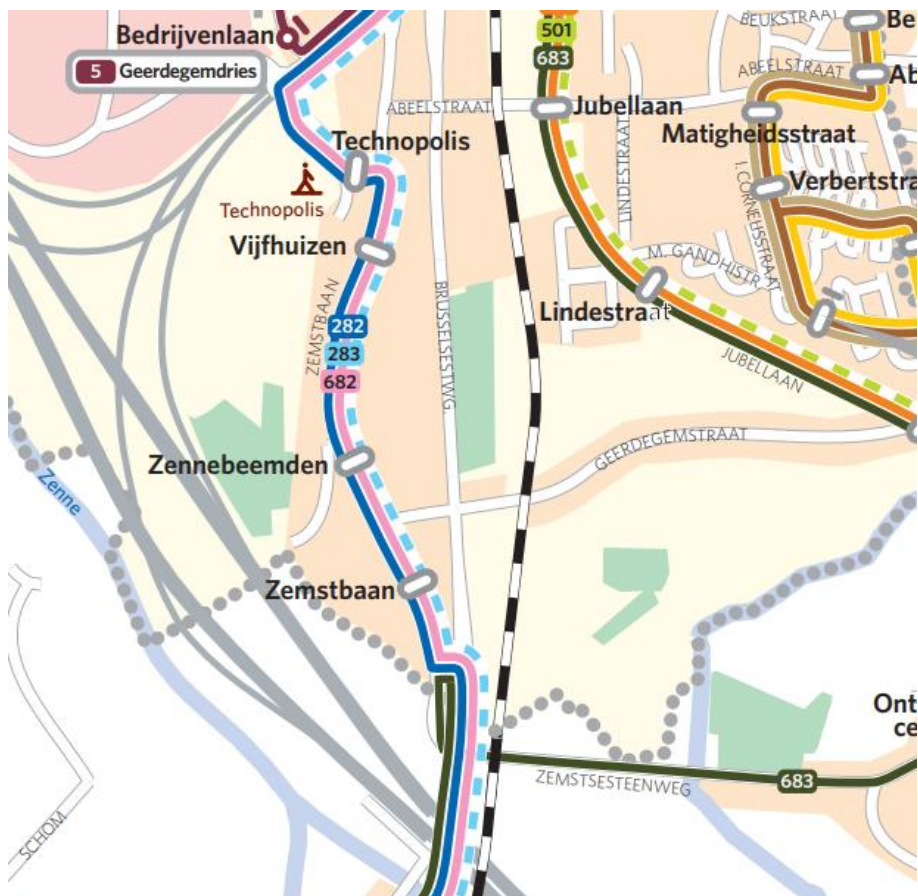 Bedrijvenlaan
5 Geerdegemdries
501
683
BEUKSTRAAT
Be
ABEELSTRAAT
Ab
ABEELSTRAAT
Jubellaan
Matigheidsstraat
Technopolis
Technopolis
LINDESTRAAT
I. CORNELISSTRAAT
Verbertstra
Vijfhuizen
M. GANDHISTR.
ZEMSTBAAN
BRUSSELSESTWG.
Lindestraat
282
283
682
JUBELLAAN
GEERDEGEMSTRAAT
Zennebeemden
Zenne
Zemstbaan
Ont
ce
ZEMSTSESTEENWEG
683
SCHOM